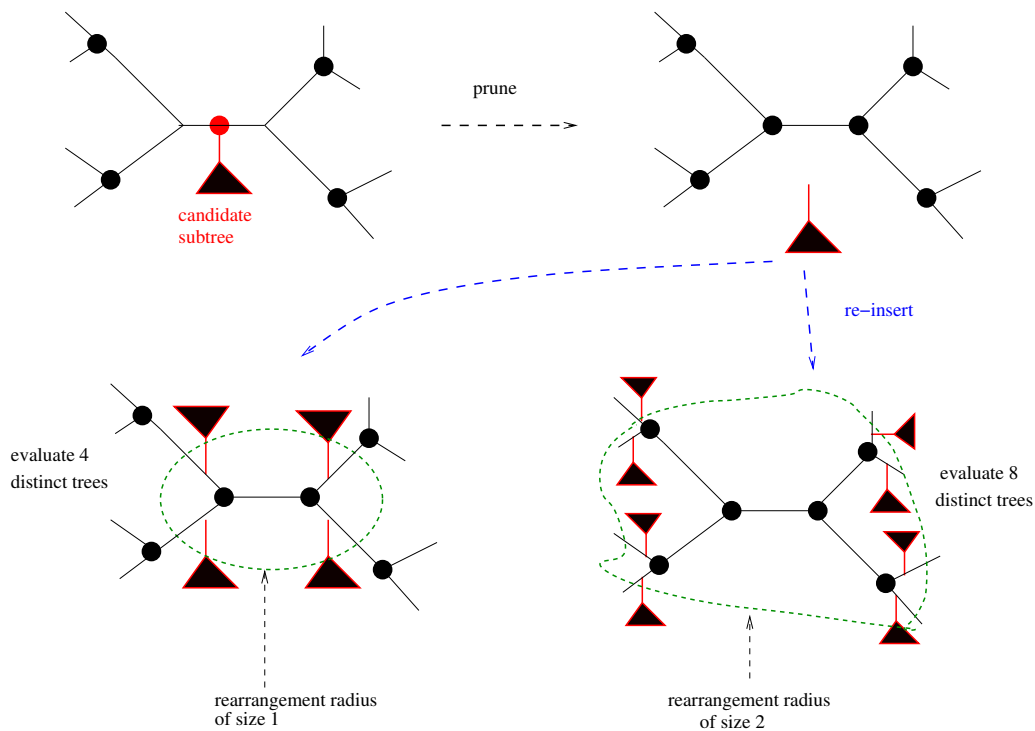 prune
candidate
subtree
re-insert
evaluate 4
distinct trees
evaluate 8
distinct trees
rearrangement radius
of size 1
rearrangement radius
of size 2